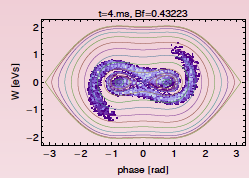 t=4.ms, Bf=0.43223
2
1
0
−1
−2
W [eVs]
−3 −2 −1 0 1 2 3
phase [rad]